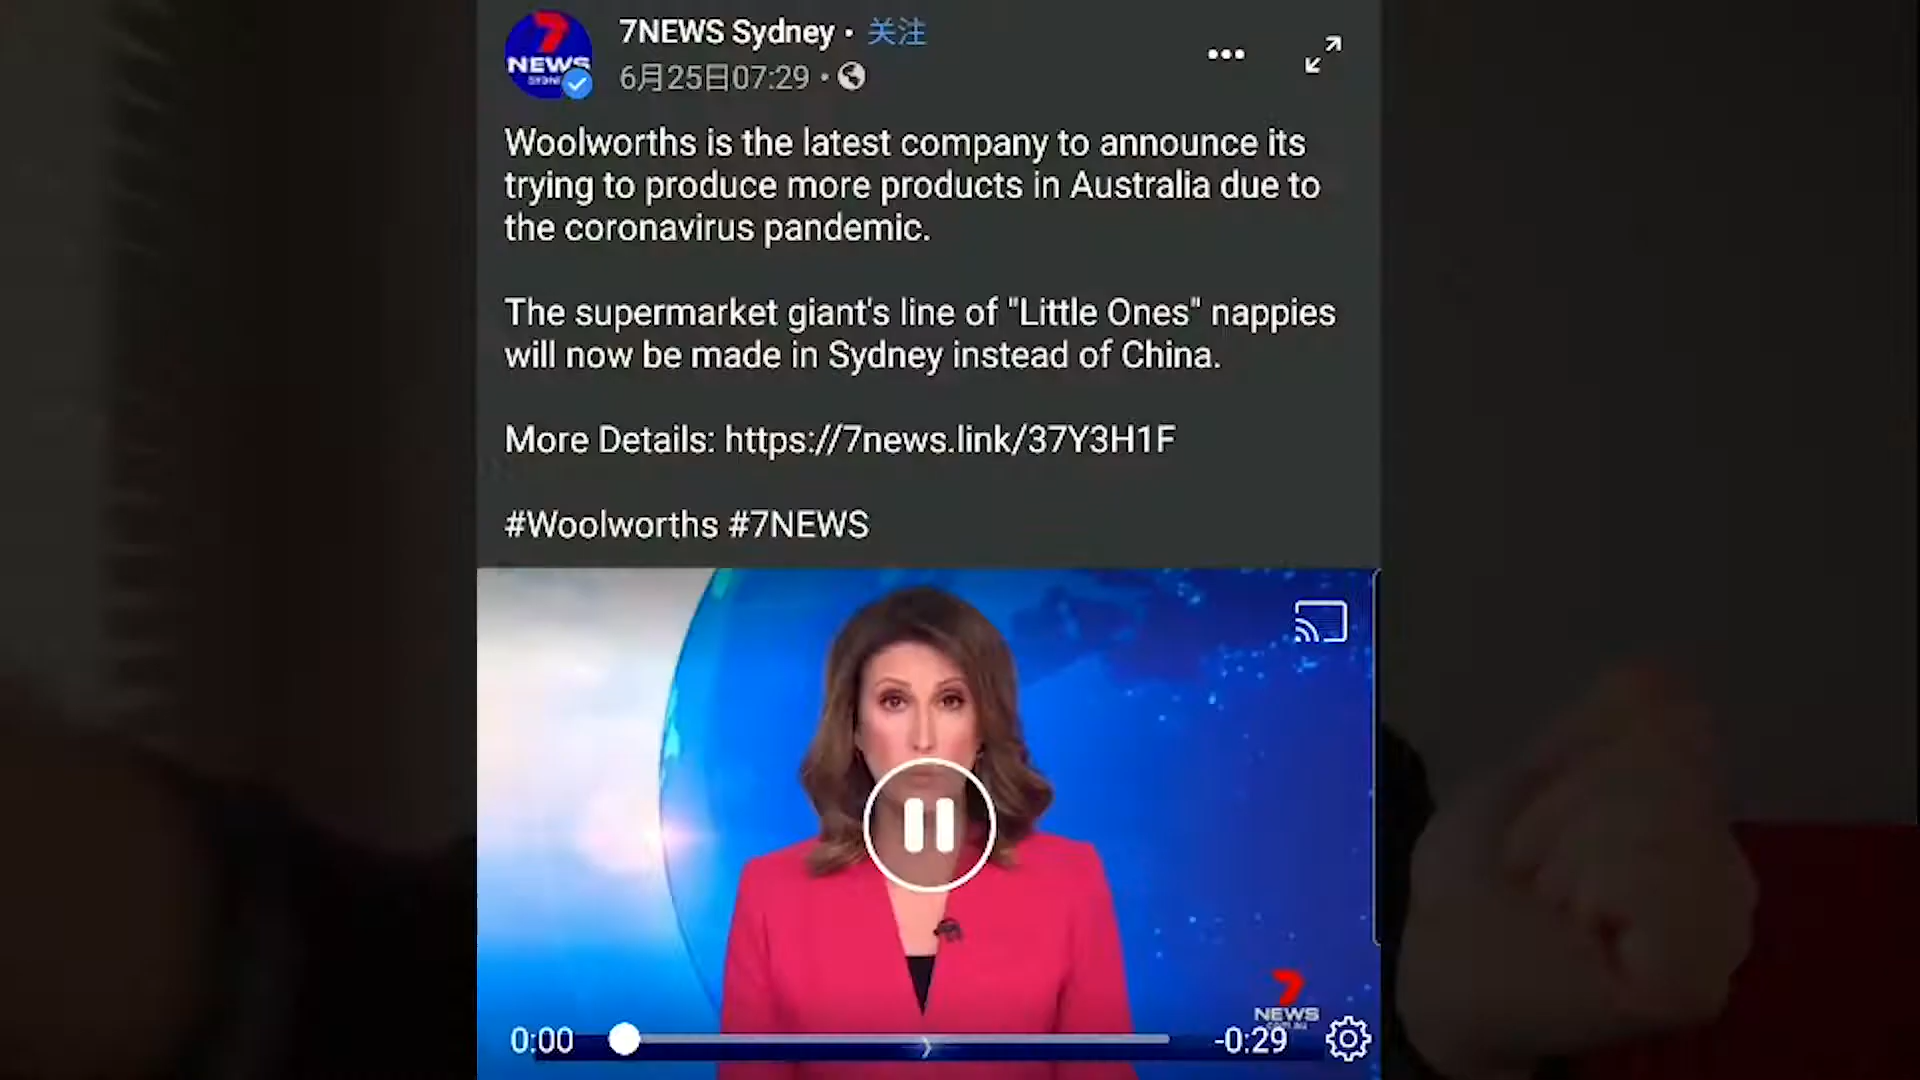 7NEWS Sydney · 关注
6月25日07:29 ·
Woolworths is the latest company to announce its
trying to produce more products in Australia due to
the coronavirus pandemic.
The supermarket giant's line of "Little Ones" nappies
will now be made in Sydney instead of China.
More Details: https://7news.link/37Y3H1F
#Woolworths #7NEWS
7
NEWS
0:00
-0:29
7
NEWS